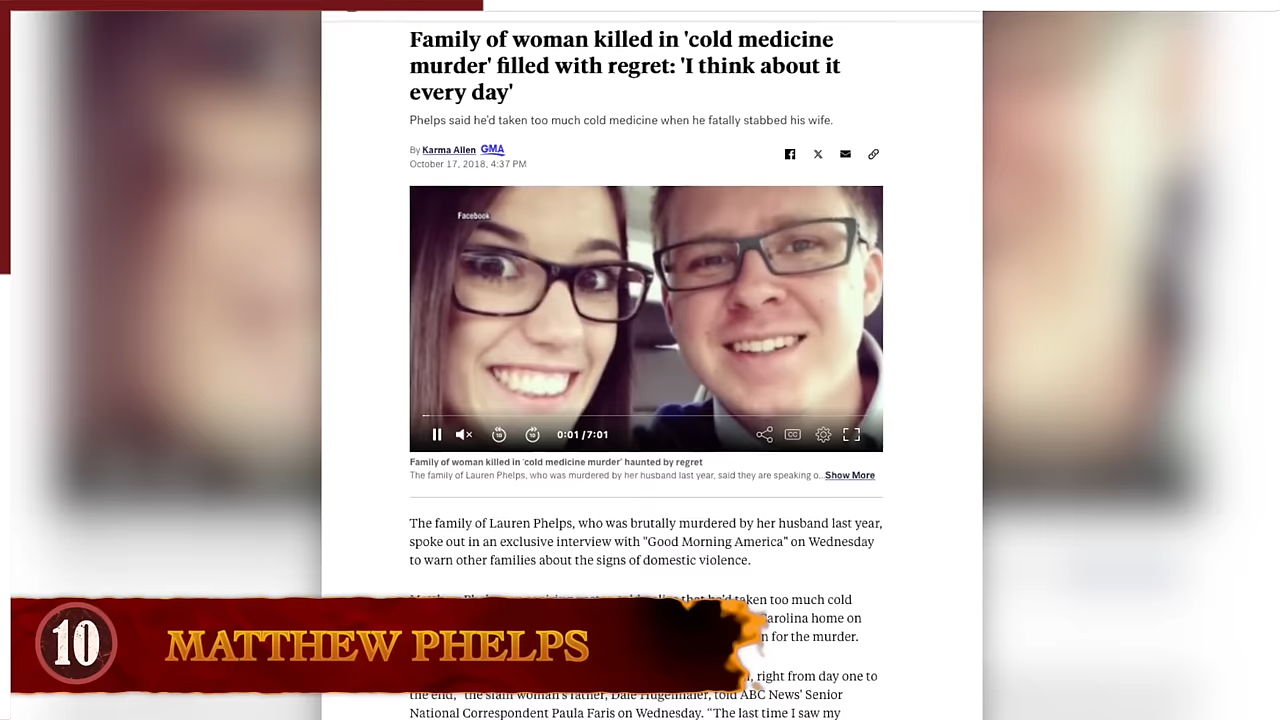 Family of woman killed in 'cold medicine
murder' filled with regret: 'I think about it
every day'
Phelps said he'd taken too much cold medicine when he fatally stabbed his wife.
By Karma Allen GMA
October 17, 2018, 4:37 PM
Facebook
10 10 0:01 / 7:01 CC
Family of woman killed in 'cold medicine murder' haunted by regret
The family of Lauren Phelps, who was murdered by her husband last year, said they are speaking o... Show More
The family of Lauren Phelps, who was brutally murdered by her husband last year,
spoke out in an exclusive interview with "Good Morning America" on Wednesday
to warn other families about the signs of domestic violence.
that he'd taken too much cold
Carolina home on
for the murder.
10 MATTHEW PHELPS
right from day one to
the end," the slain woman's father, Dale Hugelmaier, told ABC News' Senior
National Correspondent Paula Faris on Wednesday. "The last time I saw my